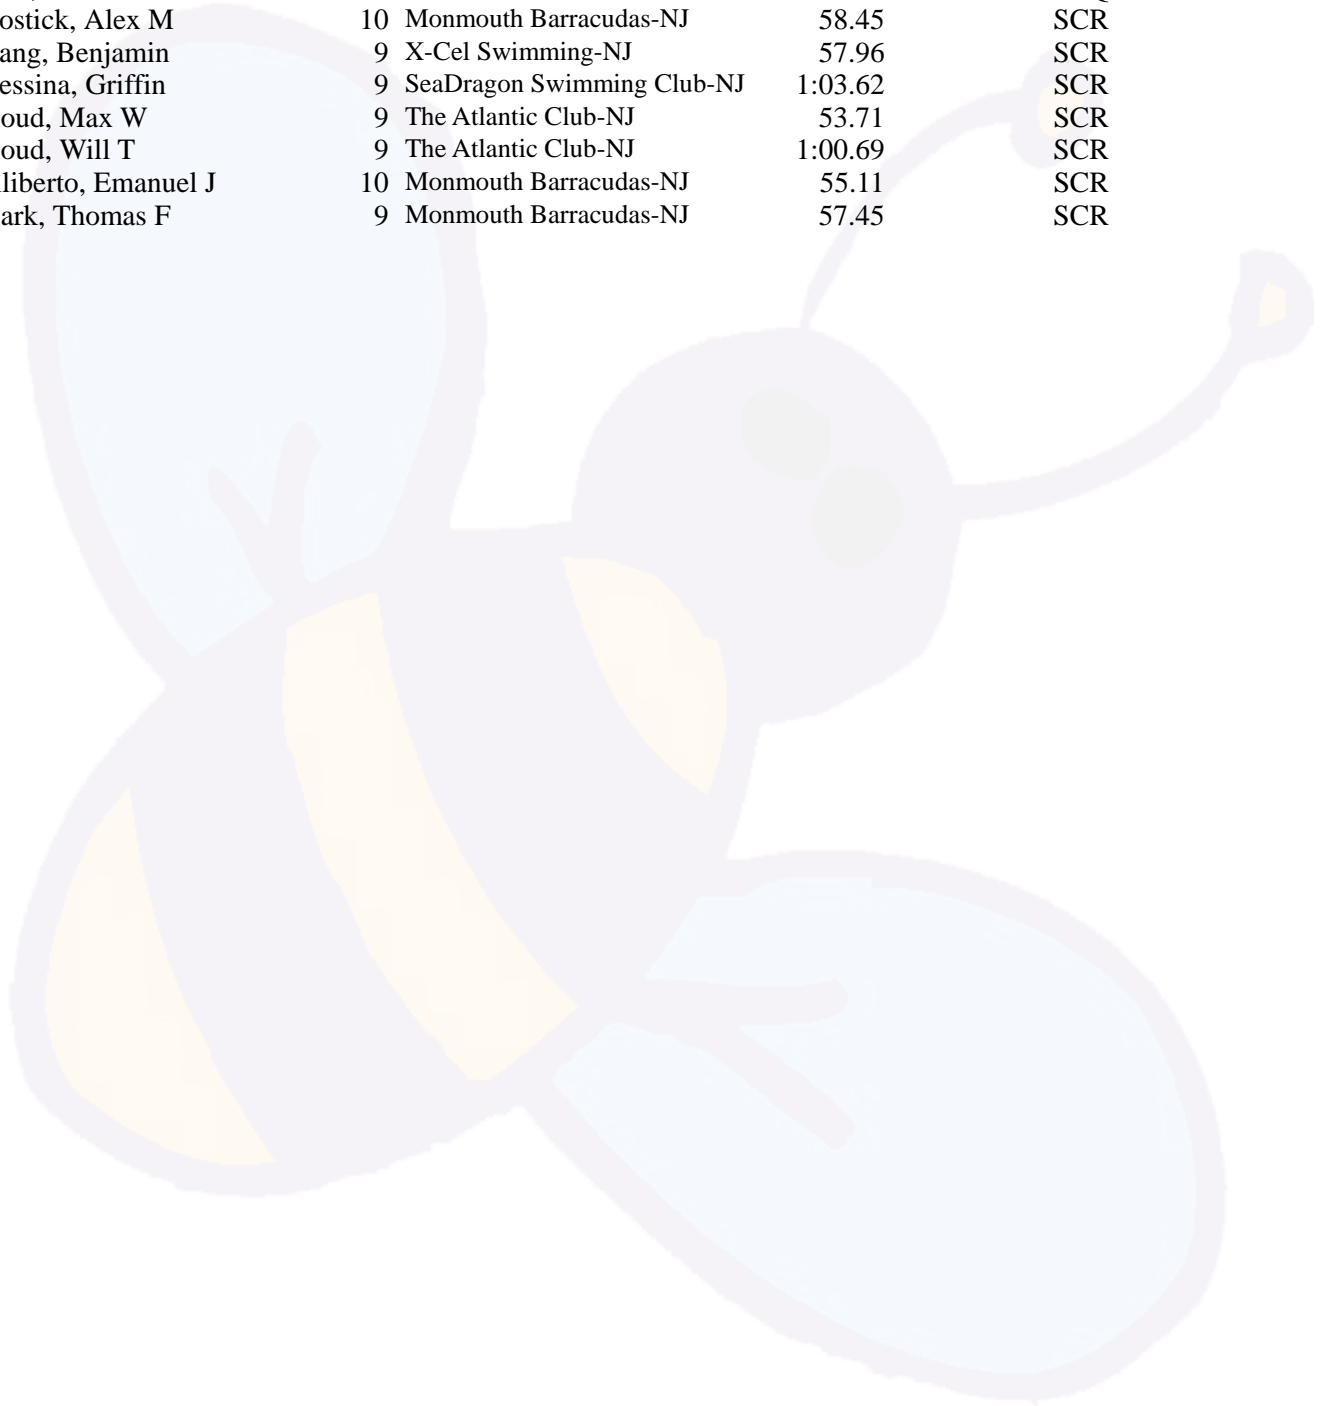 ostick, Alex M 10 Monmouth Barracudas-NJ 58.45 SCR
ang, Benjamin 9 X-Cel Swimming-NJ 57.96 SCR
essina, Griffin 9 SeaDragon Swimming Club-NJ 1:03.62 SCR
oud, Max W 9 The Atlantic Club-NJ 53.71 SCR
oud, Will T 9 The Atlantic Club-NJ 1:00.69 SCR
liberto, Emanuel J 10 Monmouth Barracudas-NJ 55.11 SCR
ark, Thomas F 9 Monmouth Barracudas-NJ 57.45 SCR